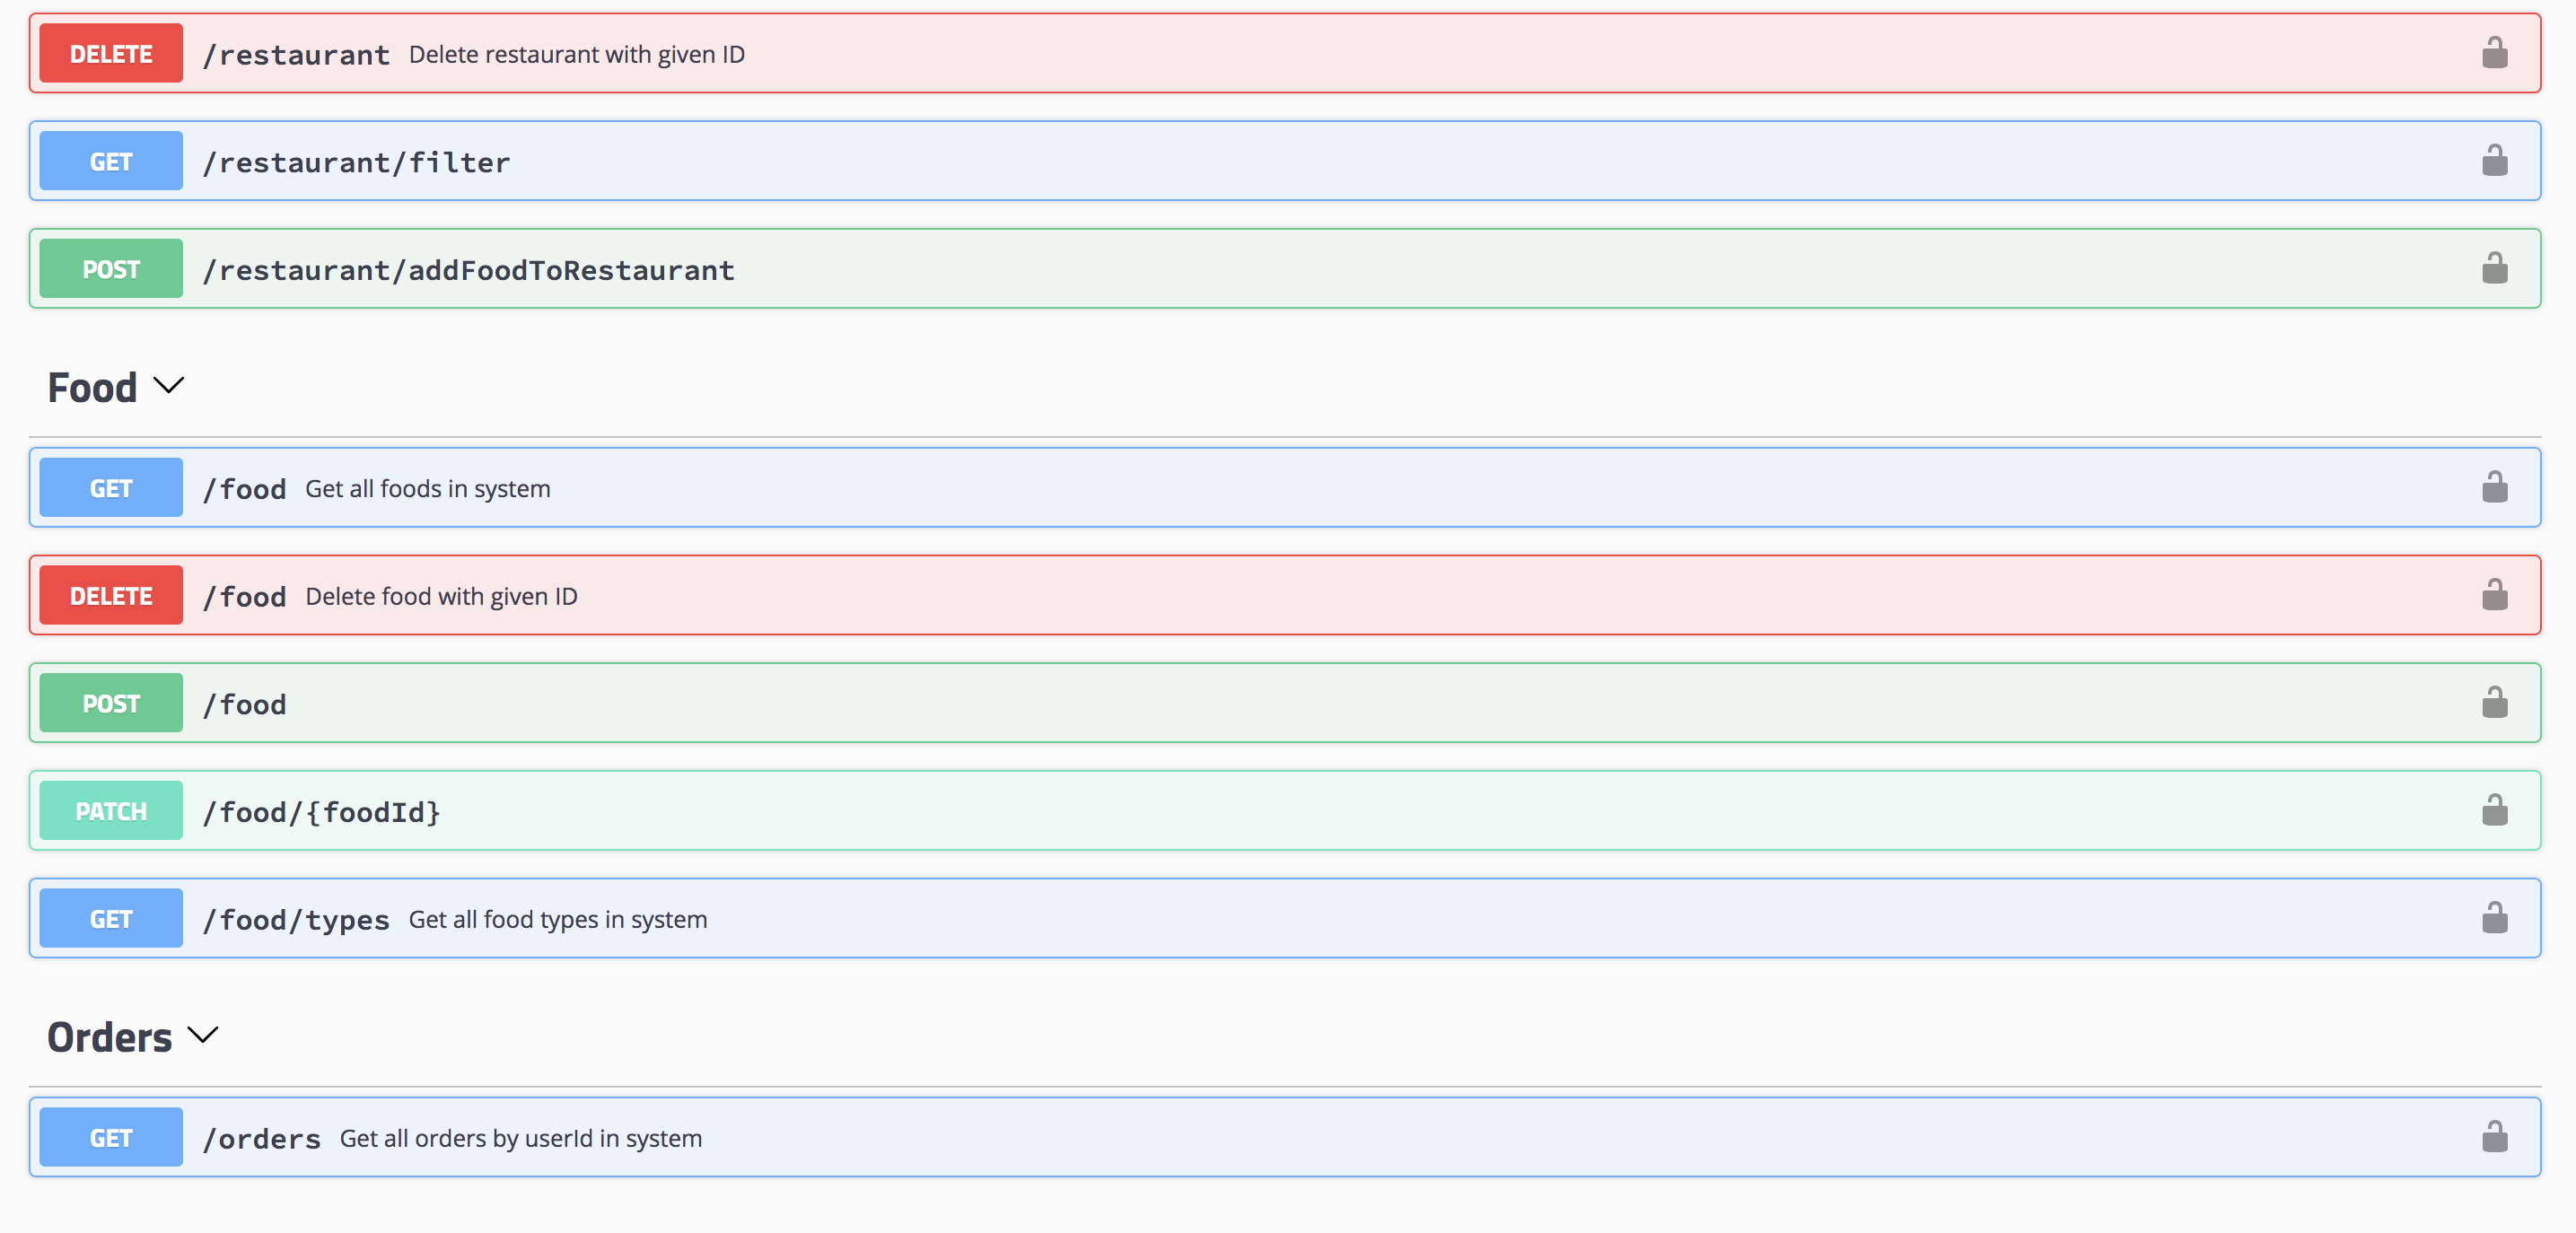 DELETE /restaurant Delete restaurant with given ID
GET /restaurant/filter
POST /restaurant/addFoodToRestaurant
Food
GET /food Get all foods in system
DELETE /food Delete food with given ID
POST /food
PATCH /food/{foodId}
GET /food/types Get all food types in system
Orders
GET /orders Get all orders by userId in system